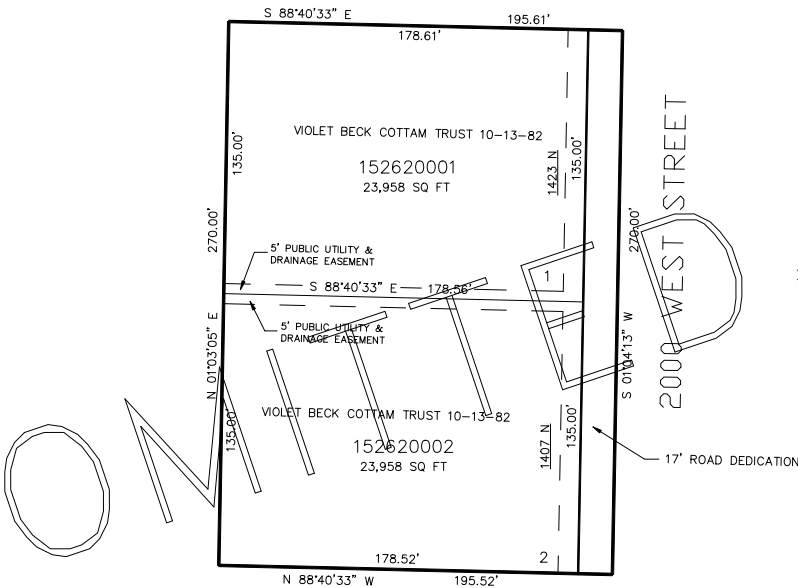 S 88°40'33" E
195.61'
178.61'
VIOLET BECK COTTAM TRUST 10-13-82
152620001
23,958 SQ FT
135.00'
1423 N
135.00'
270.00'
270.00'
2000 WEST STREET
5' PUBLIC UTILITY &
DRAINAGE EASEMENT
1
S 88°40'33" E 178.56'
5' PUBLIC UTILITY &
DRAINAGE EASEMENT
N 01°03'05" E
S 01°04'13" W
OMITTED
VIOLET BECK COTTAM TRUST 10-13-82
152620002
23,958 SQ FT
135.00'
1407 N
135.00'
17' ROAD DEDICATION
178.52'
2
N 88°40'33" W
195.52'